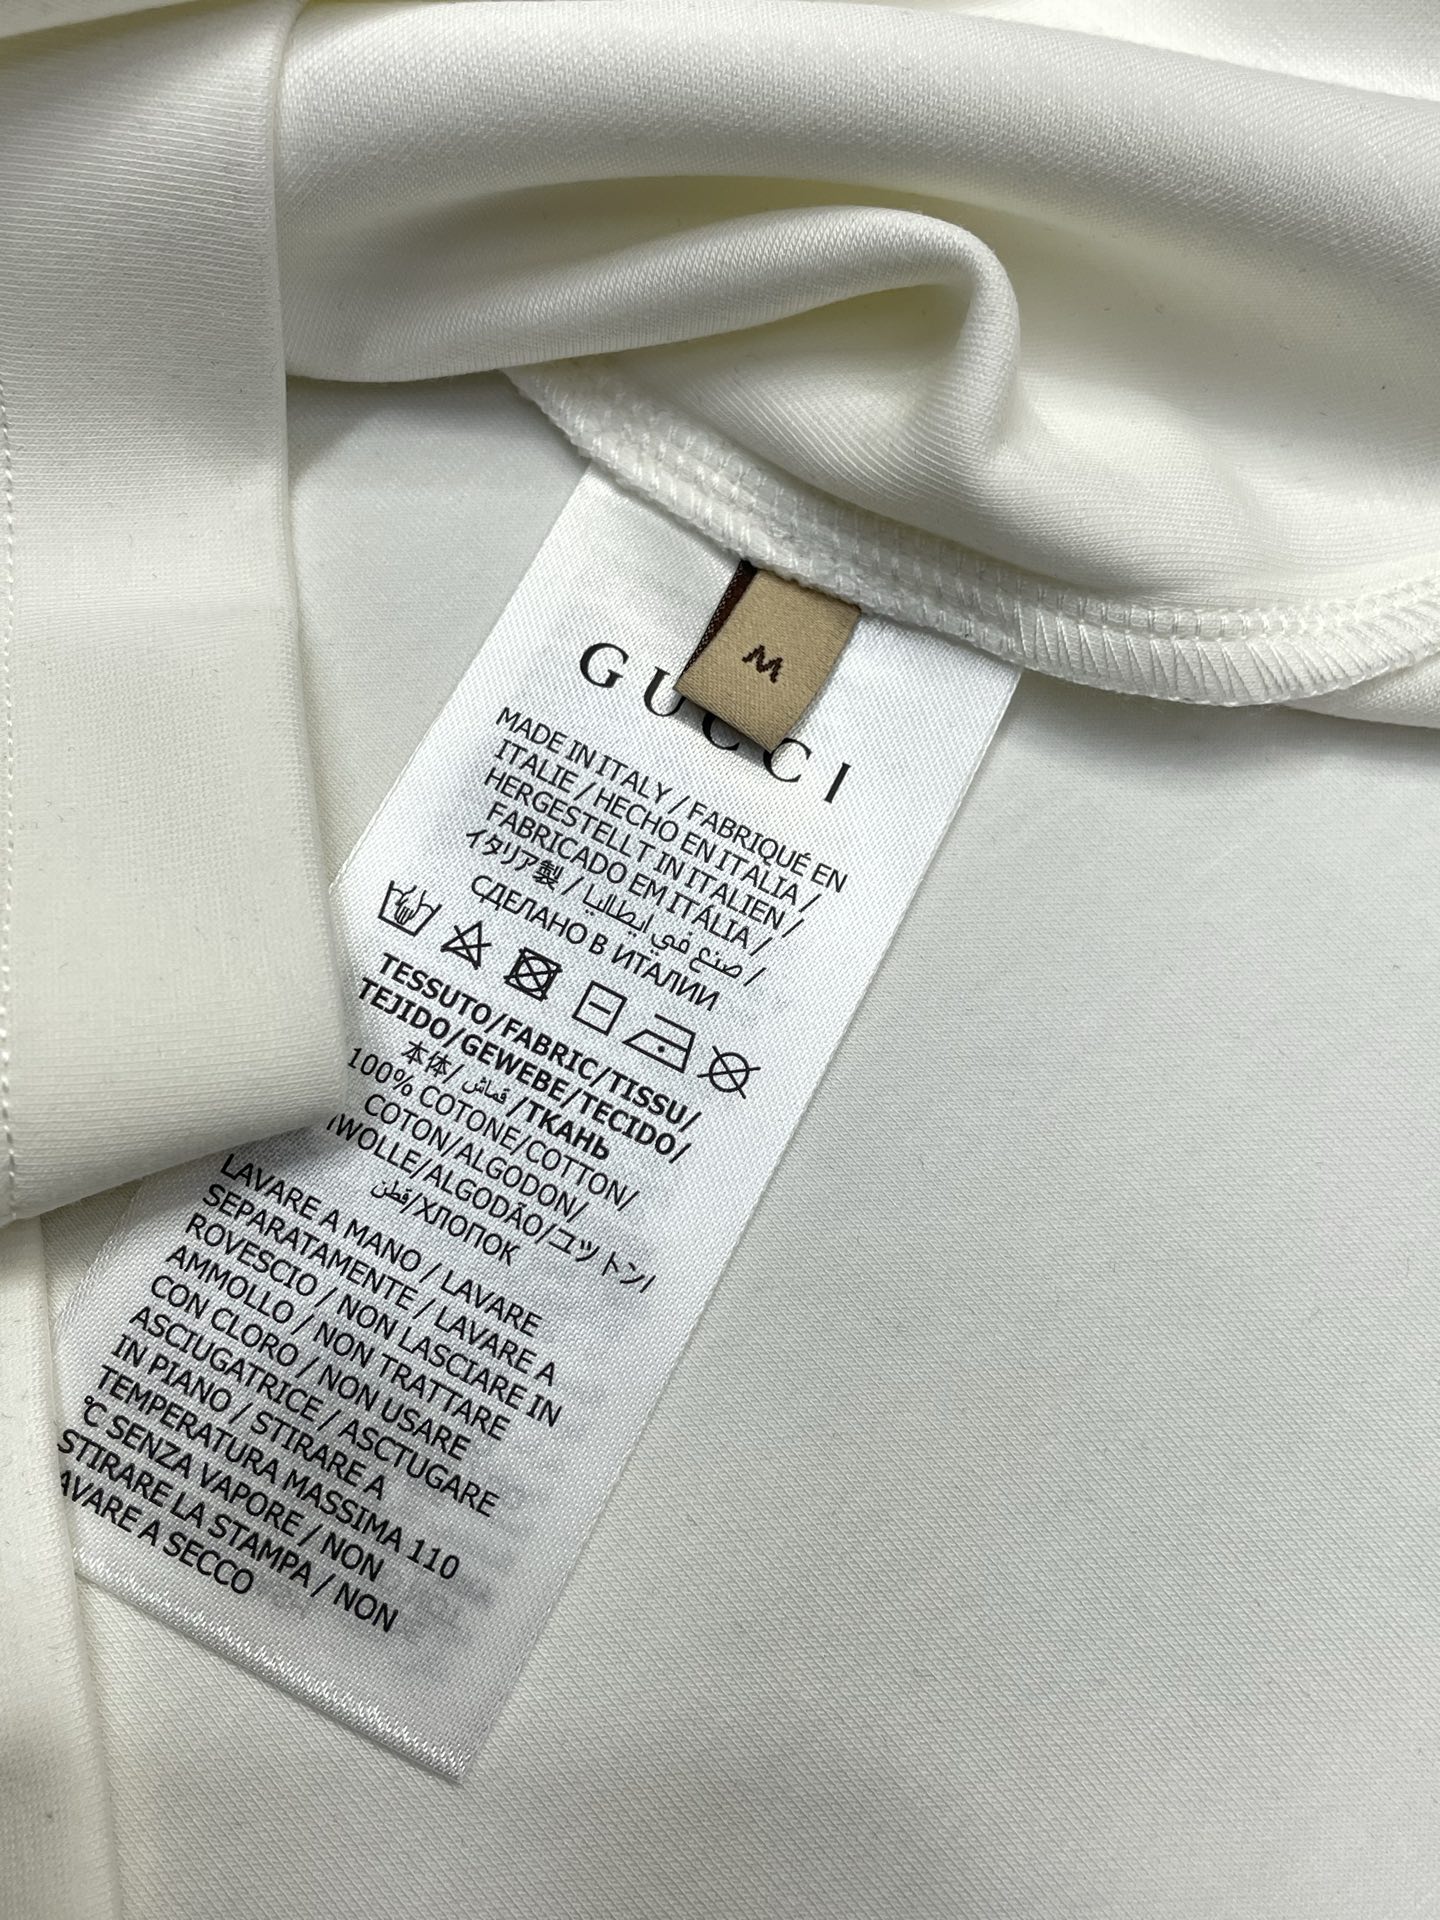 M
GUCCI
MADE IN ITALY / FABRIQUÉ EN
ITALIE / HECHO EN ITALIA /
HERGESTELLT IN ITALIEN /
FABRICADO EM ITÁLIA /
イタリア製 / صنع في ايطاليا /
СДЕЛАНО В ИТАЛИИ
TESSUTO/FABRIC/TISSU/
TEJIDO/GEWEBE/TECIDO/
本体/ قماش /ТКАНЬ
100% COTONE/COTTON/
COTON/ALGODON/
/WOLLE/ALGODÃO/ユットン/
قطن/ХЛОПОК
LAVARE A MANO / LAVARE
SEPARATAMENTE / LAVARE A
ROVESCIO / NON LASCIARE IN
AMMOLLO / NON TRATTARE
CON CLORO / NON USARE
ASCIUGATRICE / ASCTUGARE
IN PIANO / STIRARE A
TEMPERATURA MASSIMA 110
℃ SENZA VAPORE / NON
STIRARE LA STAMPA / NON
AVARE A SECCO